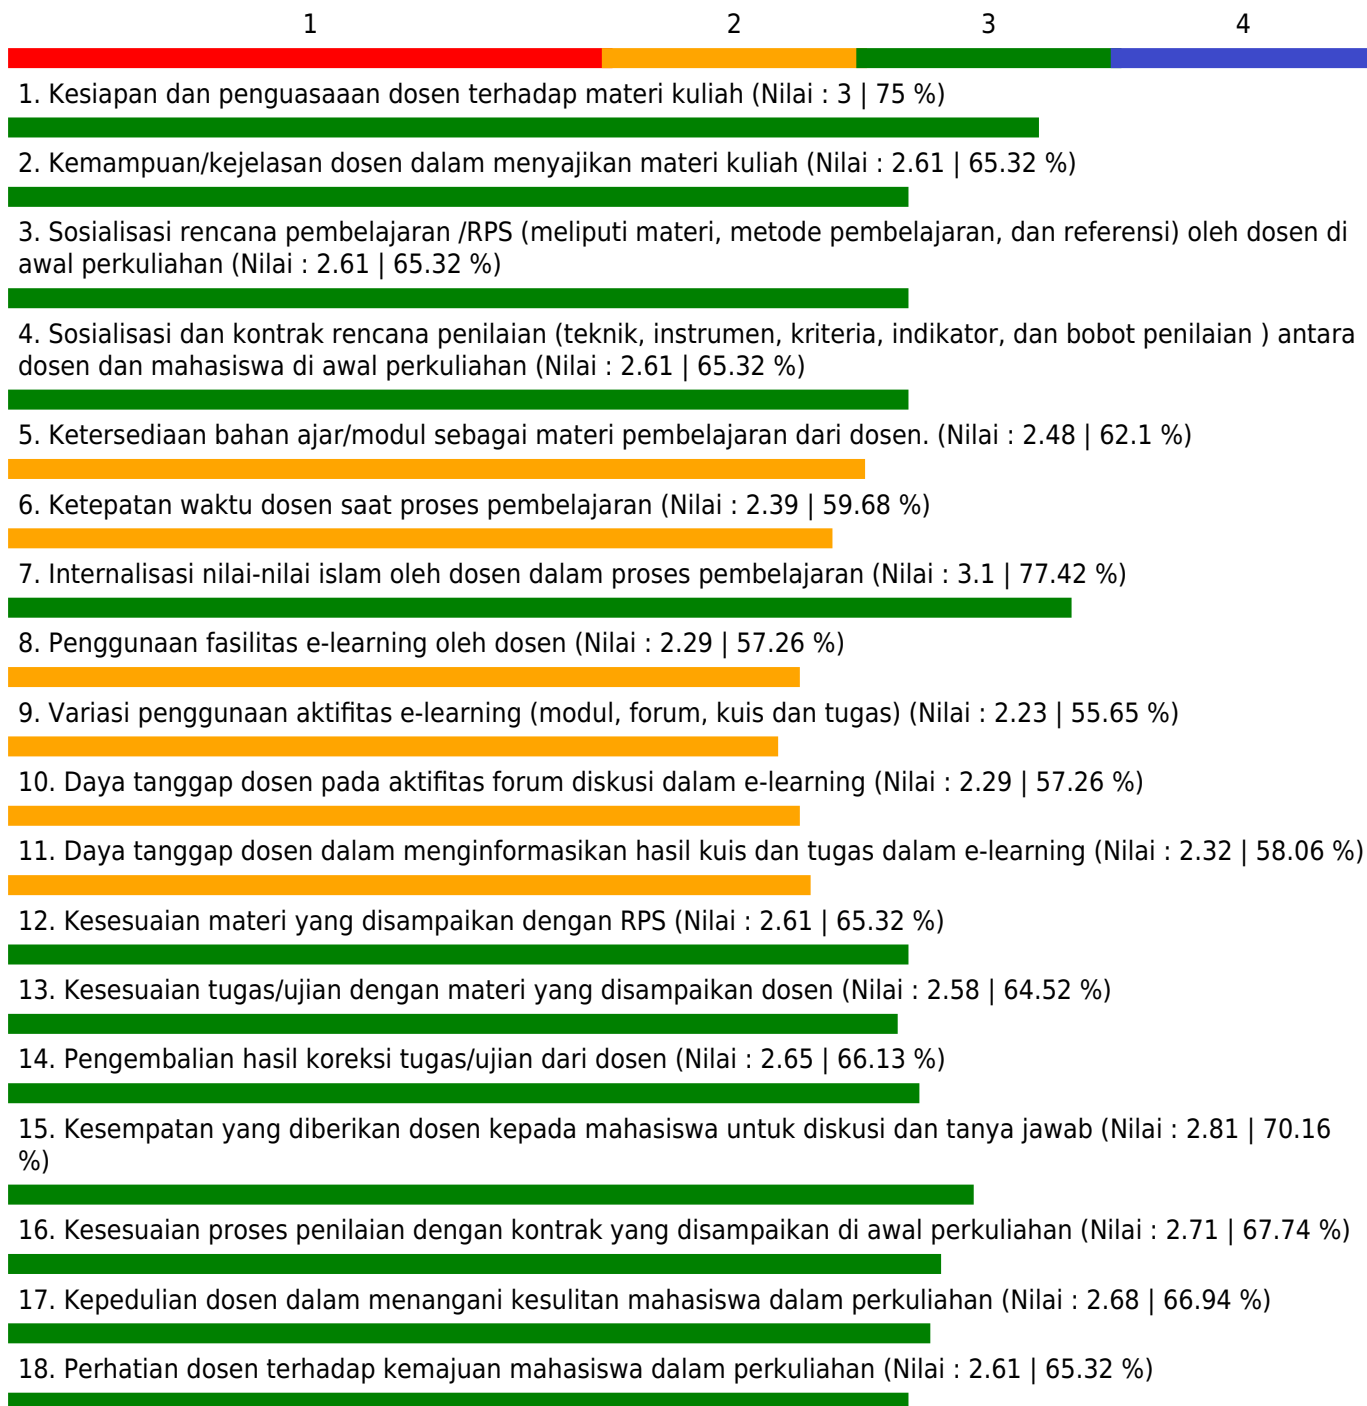 1 2 3 4
1. Kesiapan dan penguasaaan dosen terhadap materi kuliah (Nilai : 3 | 75 %)
2. Kemampuan/kejelasan dosen dalam menyajikan materi kuliah (Nilai : 2.61 | 65.32 %)
3. Sosialisasi rencana pembelajaran /RPS (meliputi materi, metode pembelajaran, dan referensi) oleh dosen di
awal perkuliahan (Nilai : 2.61 | 65.32 %)
4. Sosialisasi dan kontrak rencana penilaian (teknik, instrumen, kriteria, indikator, dan bobot penilaian ) antara
dosen dan mahasiswa di awal perkuliahan (Nilai : 2.61 | 65.32 %)
5. Ketersediaan bahan ajar/modul sebagai materi pembelajaran dari dosen. (Nilai : 2.48 | 62.1 %)
6. Ketepatan waktu dosen saat proses pembelajaran (Nilai : 2.39 | 59.68 %)
7. Internalisasi nilai-nilai islam oleh dosen dalam proses pembelajaran (Nilai : 3.1 | 77.42 %)
8. Penggunaan fasilitas e-learning oleh dosen (Nilai : 2.29 | 57.26 %)
9. Variasi penggunaan aktifitas e-learning (modul, forum, kuis dan tugas) (Nilai : 2.23 | 55.65 %)
10. Daya tanggap dosen pada aktifitas forum diskusi dalam e-learning (Nilai : 2.29 | 57.26 %)
11. Daya tanggap dosen dalam menginformasikan hasil kuis dan tugas dalam e-learning (Nilai : 2.32 | 58.06 %)
12. Kesesuaian materi yang disampaikan dengan RPS (Nilai : 2.61 | 65.32 %)
13. Kesesuaian tugas/ujian dengan materi yang disampaikan dosen (Nilai : 2.58 | 64.52 %)
14. Pengembalian hasil koreksi tugas/ujian dari dosen (Nilai : 2.65 | 66.13 %)
15. Kesempatan yang diberikan dosen kepada mahasiswa untuk diskusi dan tanya jawab (Nilai : 2.81 | 70.16
%)
16. Kesesuaian proses penilaian dengan kontrak yang disampaikan di awal perkuliahan (Nilai : 2.71 | 67.74 %)
17. Kepedulian dosen dalam menangani kesulitan mahasiswa dalam perkuliahan (Nilai : 2.68 | 66.94 %)
18. Perhatian dosen terhadap kemajuan mahasiswa dalam perkuliahan (Nilai : 2.61 | 65.32 %)